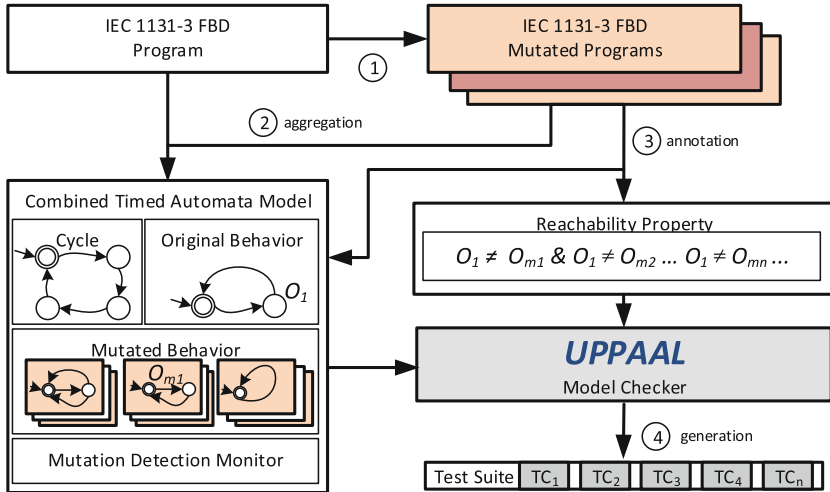 IEC 1131-3 FBD
Program
IEC 1131-3 FBD
Mutated Programs
1
2 aggregation
3 annotation
Combined Timed Automata Model
Cycle
Original Behavior
O1
Reachability Property
O1 ≠ Om1 & O1 ≠ Om2 ... O1 ≠ Omn ...
Mutated Behavior
Om1
UPPAAL
Model Checker
4 generation
Mutation Detection Monitor
Test Suite TC1 TC2 TC3 TC4 TCn